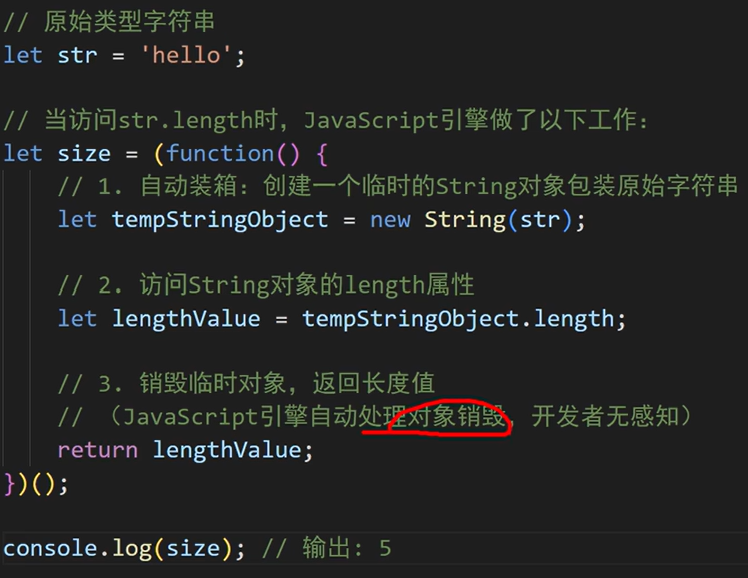 // 原始类型字符串
let str = 'hello';
// 当访问str.length时，JavaScript引擎做了以下工作：
let size = (function() {
// 1. 自动装箱：创建一个临时的String对象包装原始字符串
let tempStringObject = new String(str);
// 2. 访问String对象的length属性
let lengthValue = tempStringObject.length;
// 3. 销毁临时对象，返回长度值
// （JavaScript引擎自动处理对象销毁，开发者无感知）
return lengthValue;
})();
console.log(size); // 输出: 5